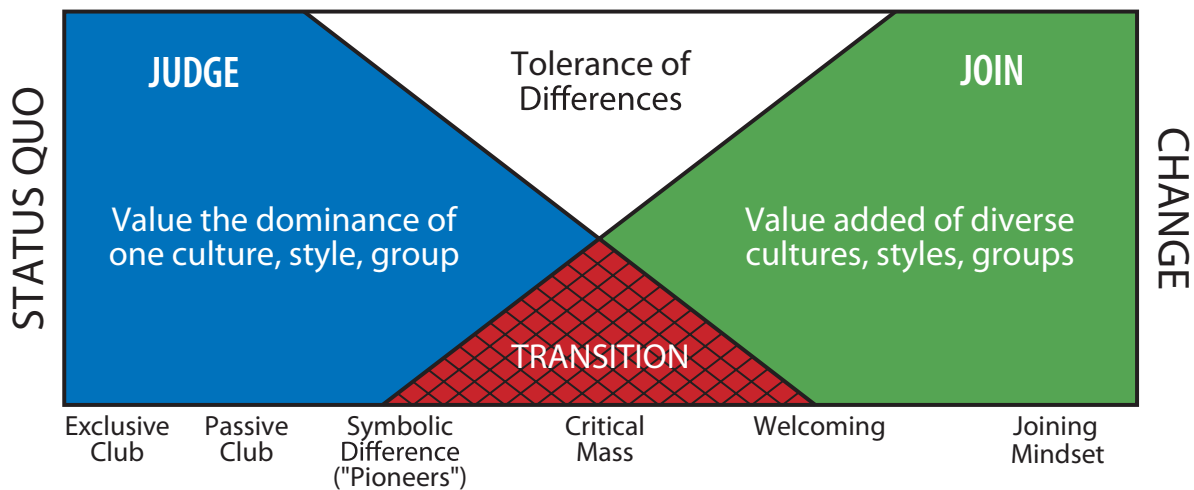 JUDGE
Tolerance of
Differences
JOIN
STATUS QUO
CHANGE
Value the dominance of
one culture, style, group
Value added of diverse
cultures, styles, groups
TRANSITION
Exclusive
Club
Passive
Club
Symbolic
Difference
("Pioneers")
Critical
Mass
Welcoming
Joining
Mindset